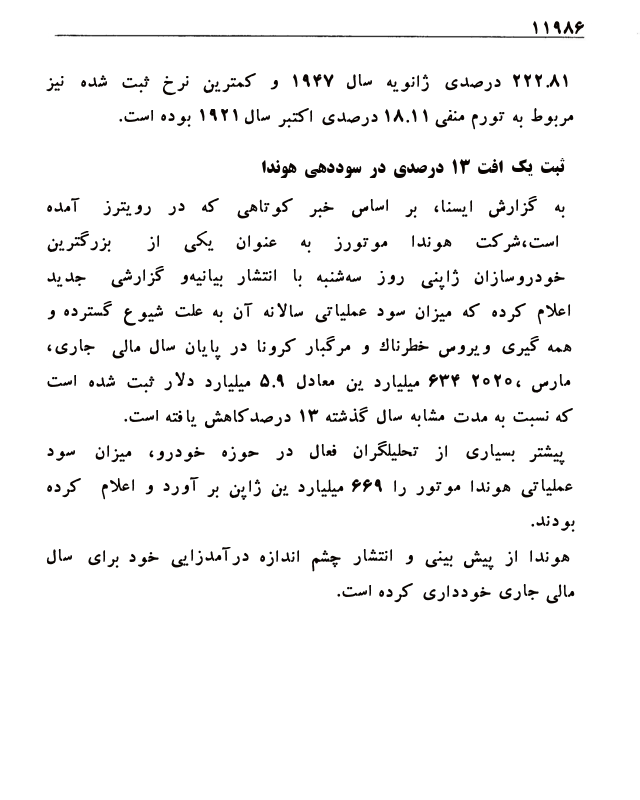 ۱۱۹۸۶
۲۲۲.۸۱ درصدی ژانویه سال ۱۹۴۷ و کمترین نرخ ثبت شده نیز
مربوط به تورم منفی ۱۸.۱۱ درصدی اکتبر سال ۱۹۲۱ بوده است.
ثبت یک افت ۱۳ درصدی در سوددهی هوندا
به گزارش ایسنا، بر اساس خبر کوتاهی که در رویترز آمده
است،شرکت هوندا موتورز به عنوان یکی از بزرگترین
خودروسازان ژاپنی روز سه‌شنبه با انتشار بیانیه‌و گزارشی جدید
اعلام کرده که میزان سود عملیاتی سالانه آن به علت شیوع گسترده و
همه گیری ویروس خطرناک و مرگبار کرونا در پایان سال مالی جاری،
مارس ،۲۰۲۰ ۶۳۴ میلیارد ین معادل ۵.۹ میلیارد دلار ثبت شده است
که نسبت به مدت مشابه سال گذشته ۱۳ درصدکاهش یافته است.
پیشتر بسیاری از تحلیلگران فعال در حوزه خودرو، میزان سود
عملیاتی هوندا موتور را ۶۶۹ میلیارد ین ژاپن بر آورد و اعلام کرده
بودند.
هوندا از پیش بینی و انتشار چشم اندازه درآمدزایی خود برای سال
مالی جاری خودداری کرده است.